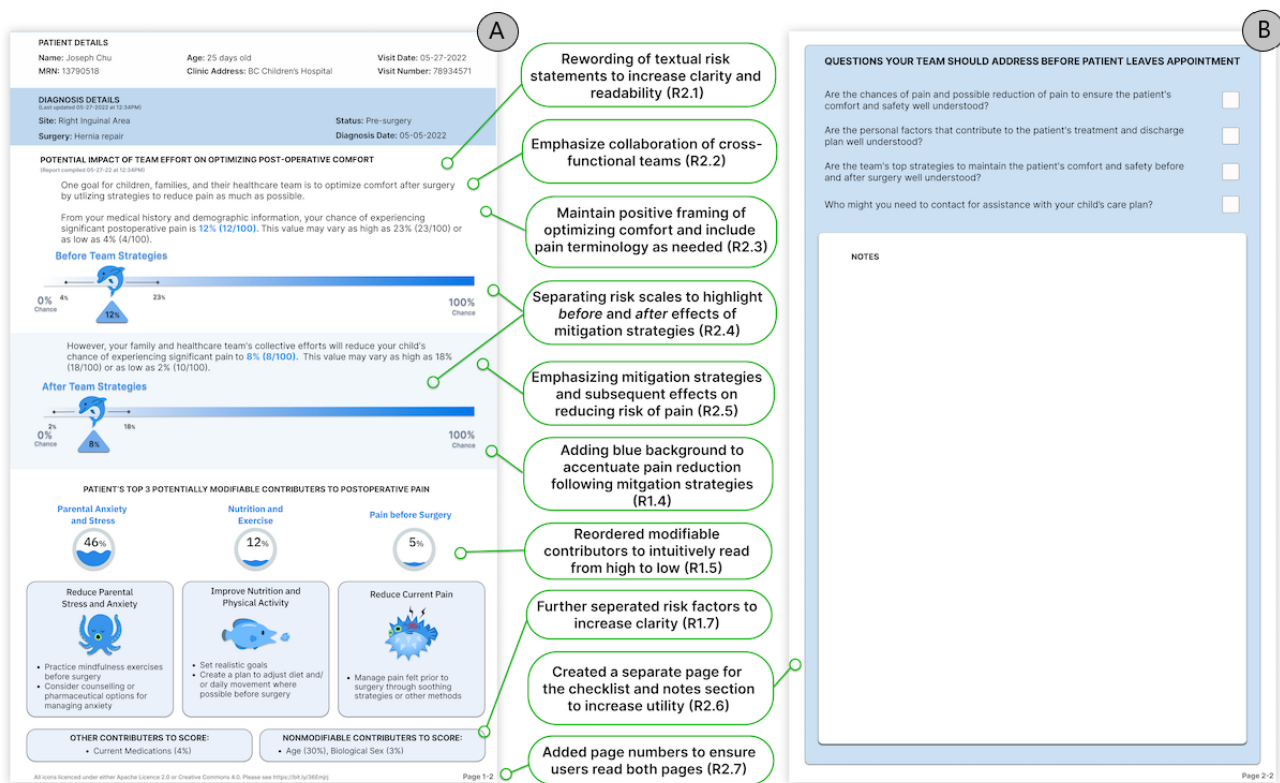 A
PATIENT DETAILS
Name: Joseph Chu
Age: 25 days old
Visit Date: 05-27-2022
MRN: 13790518
Clinic Address: BC Children's Hospital
Visit Number: 78934571
DIAGNOSIS DETAILS
(Last updated 05-27-2022 at 12:34PM)
Site: Right Inguinal Area
Status: Pre-surgery
Surgery: Hernia repair
Diagnosis Date: 05-05-2022
POTENTIAL IMPACT OF TEAM EFFORT ON OPTIMIZING POST-OPERATIVE COMFORT
(Report compiled 05-27-22 at 12:34PM)
One goal for children, families, and their healthcare team is to optimize comfort after surgery
by utlizing strategies to reduce pain as much as possible.
From your medical history and demographic information, your chance of experiencing
significant postoperative pain is 12% (12/100). This value may vary as high as 23% (23/100) or
as low as 4% (4/100).
Before Team Strategies
0%
Chance
4%
12%
23%
100%
Chance
However, your family and healthcare team's collective efforts will reduce your child's
chance of experiencing significant pain to 8% (8/100). This value may vary as high as 18%
(18/100) or as low as 2% (10/100).
After Team Strategies
0%
Chance
2%
8%
18%
100%
Chance
PATIENT'S TOP 3 POTENTIALLY MODIFIABLE CONTRIBUTERS TO POSTOPERATIVE PAIN
Parental Anxiety
and Stress
46%
Nutrition and
Exercise
12%
Pain before Surgery
5%
Reduce Parental
Stress and Anxiety
• Practice mindfulness exercises
before surgery
• Consider counselling or
pharmaceutical options for
managing anxiety
Improve Nutrition and
Physical Activity
• Set realistic goals
• Create a plan to adjust diet and/
or daily movement where
possible before surgery
Reduce Current Pain
• Manage pain felt prior to
surgery through soothing
strategies or other methods
OTHER CONTRIBUTERS TO SCORE:
• Current Medications (4%)
NONMODIFIABLE CONTRIBUTERS TO SCORE:
• Age (30%), Biological Sex (3%)
All icons licenced under either Apache Licence 2.0 or Creative Commons 4.0. Please see
Page 1-2
Rewording of textual risk
statements to increase clarity and
readability (R2.1)
Emphasize collaboration of cross-
functional teams (R2.2)
Maintain positive framing of
optimizing comfort and include
pain terminology as needed (R2.3)
Separating risk scales to highlight
before and after effects of
mitigation strategies (R2.4)
Emphasizing mitigation strategies
and subsequent effects on
reducing risk of pain (R2.5)
Adding blue background to
accentuate pain reduction
following mitgation strategies
(R1.4)
Reordered modifiable
contributors to intuitively read
from high to low (R1.5)
Further seperated risk factors to
increase clarity (R1.7)
Created a separate page for
the checklist and notes section
to increase utility (R2.6)
Added page numbers to ensure
users read both pages (R2.7)
B
QUESTIONS YOUR TEAM SHOULD ADDRESS BEFORE PATIENT LEAVES APPOINTMENT
Are the chances of pain and possible reduction of pain to ensure the patient's
comfort and safety well understood?
Are the personal factors that contribute to the patient's treatment and discharge
plan well understood?
Are the team's top strategies to maintain the patient's comfort and safety before
and after surgery well understood?
Who might you need to contact for assistance with your child's care plan?
NOTES
Page 2-2